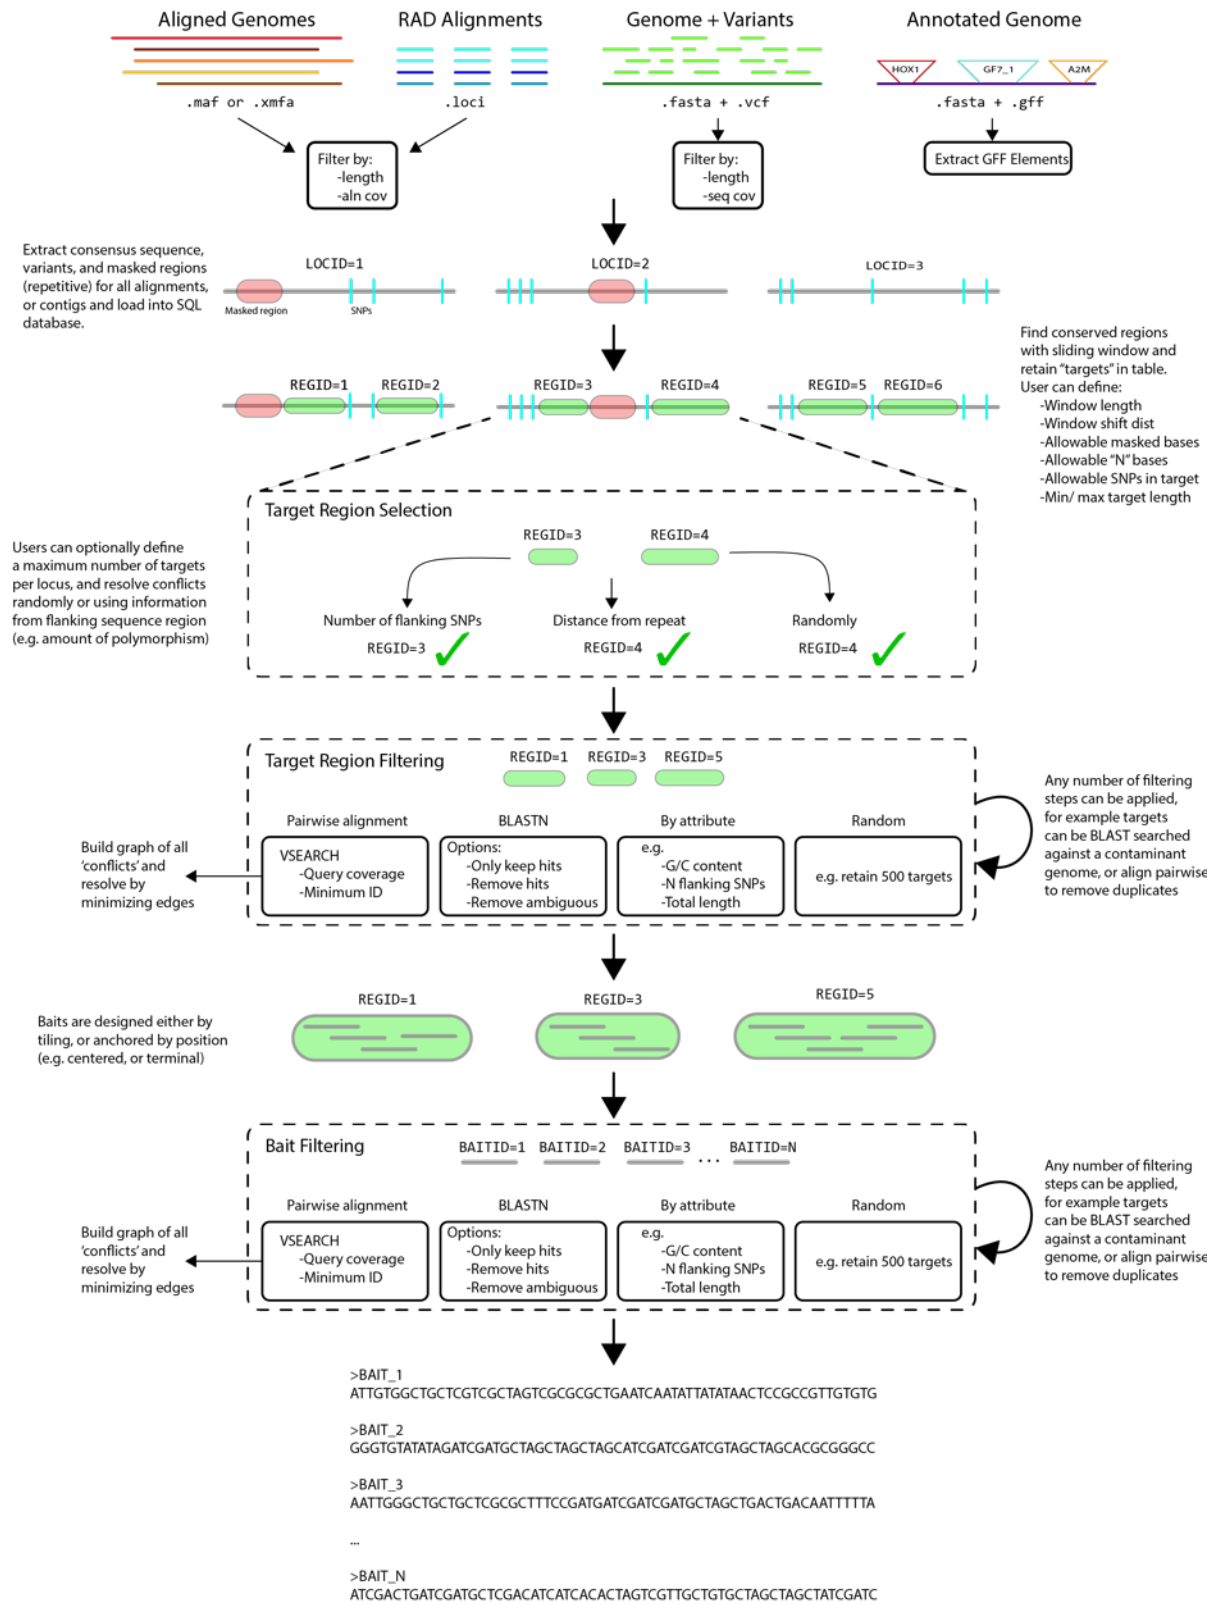 Aligned Genomes
RAD Alignments
Genome + Variants
Annotated Genome
HOX1
GF7_1
A2M
.maf or .xmfa
.loci
.fasta + .vcf
.fasta + .gff
Filter by:
-length
-aln cov
Filter by:
-length
-seq cov
Extract GFF Elements
Extract consensus sequence,
variants, and masked regions
(repetitive) for all alignments,
or contigs and load into SQL
database.
LOCID=1
LOCID=2
LOCID=3
Masked region
SNPs
Find conserved regions
with sliding window and
retain "targets" in table.
User can define:
-Window length
-Window shift dist
-Allowable masked bases
-Allowable "N" bases
-Allowable SNPs in target
-Min/ max target length
REGID=1
REGID=2
REGID=3
REGID=4
REGID=5
REGID=6
Target Region Selection
Users can optionally define
a maximum number of targets
per locus, and resolve conflicts
randomly or using information
from flanking sequence region
(e.g. amount of polymorphism)
REGID=3
REGID=4
Number of flanking SNPs
Distance from repeat
Randomly
REGID=3
REGID=4
REGID=4
Target Region Filtering
REGID=1
REGID=3
REGID=5
Pairwise alignment
BLASTN
By attribute
Random
Build graph of all
'conflicts' and
resolve by
minimizing edges
VSEARCH
-Query coverage
-Minimum ID
Options:
-Only keep hits
-Remove hits
-Remove ambiguous
e.g.
-G/C content
-N flanking SNPs
-Total length
e.g. retain 500 targets
Any number of filtering
steps can be applied,
for example targets
can be BLAST searched
against a contaminant
genome, or align pairwise
to remove duplicates
REGID=1
REGID=3
REGID=5
Baits are designed either by
tiling, or anchored by position
(e.g. centered, or terminal)
Bait Filtering
BAITID=1
BAITID=2
BAITID=3
...
BAITID=N
Pairwise alignment
BLASTN
By attribute
Random
Build graph of all
'conflicts' and
resolve by
minimizing edges
VSEARCH
-Query coverage
-Minimum ID
Options:
-Only keep hits
-Remove hits
-Remove ambiguous
e.g.
-G/C content
-N flanking SNPs
-Total length
e.g. retain 500 targets
Any number of filtering
steps can be applied,
for example targets
can be BLAST searched
against a contaminant
genome, or align pairwise
to remove duplicates
>BAIT_1
ATTGTGGCTGCTCGTCGCTAGTCGCGCGCTGAATCAATATTATATAACTCCGCCGTTGTGTG
>BAIT_2
GGGTGTATATAGATCGATGCTAGCTAGCTAGCATCGATCGATCGTAGCTAGCACGCGGGCC
>BAIT_3
AATTGGGCTGCTGCTCGCGCTTTCCGATGATCGATCGATGCTAGCTGACTGACAATTTTTA
...
>BAIT_N
ATCGACTGATCGATGCTCGACATCATCACACTAGTCGTTGCTGTGCTAGCTAGCTATCGATC